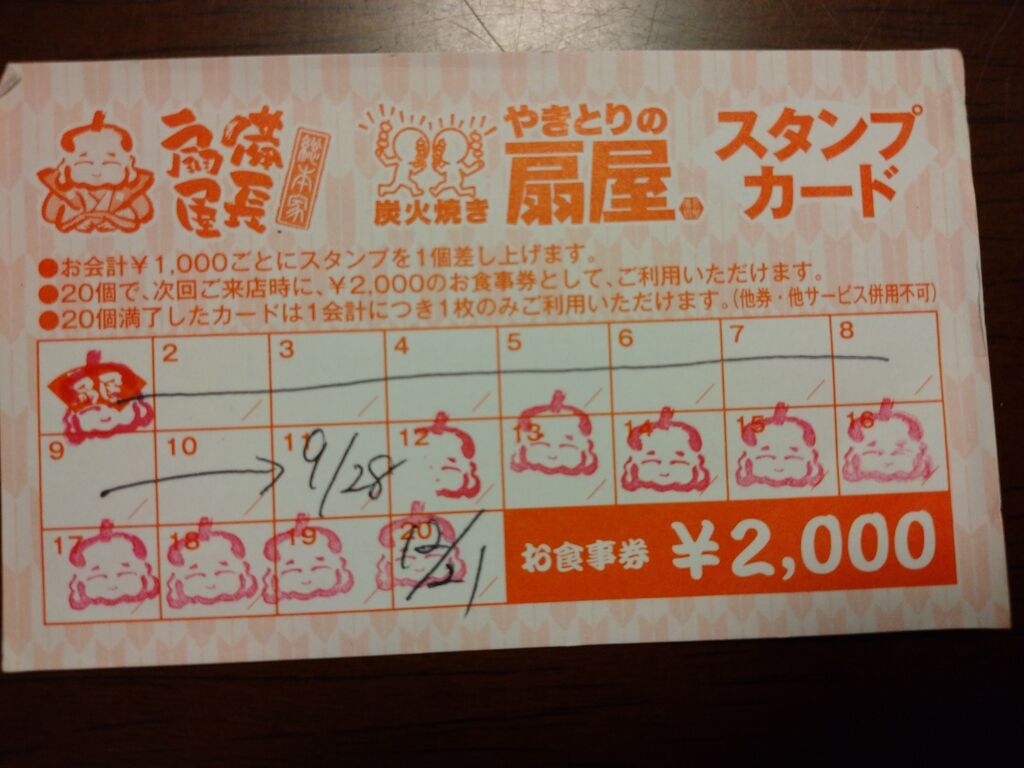 備長
扇屋
総本家
炭火焼き
やきとりの
扇屋
スタンプ
カード
●お会計￥1,000ごとにスタンプを1個差し上げます。
●20個で、次回ご来店時に、￥2,000のお食事券として、ご利用いただけます。
●20個満了したカードは1会計につき1枚のみご利用いただけます。(他券・他サービス併用不可)
扇屋 2 3 4 5 6 7 8
9 10 11 9/28 12 13 14 15 16
17 18 19 20 12/21
お食事券 ￥2,000